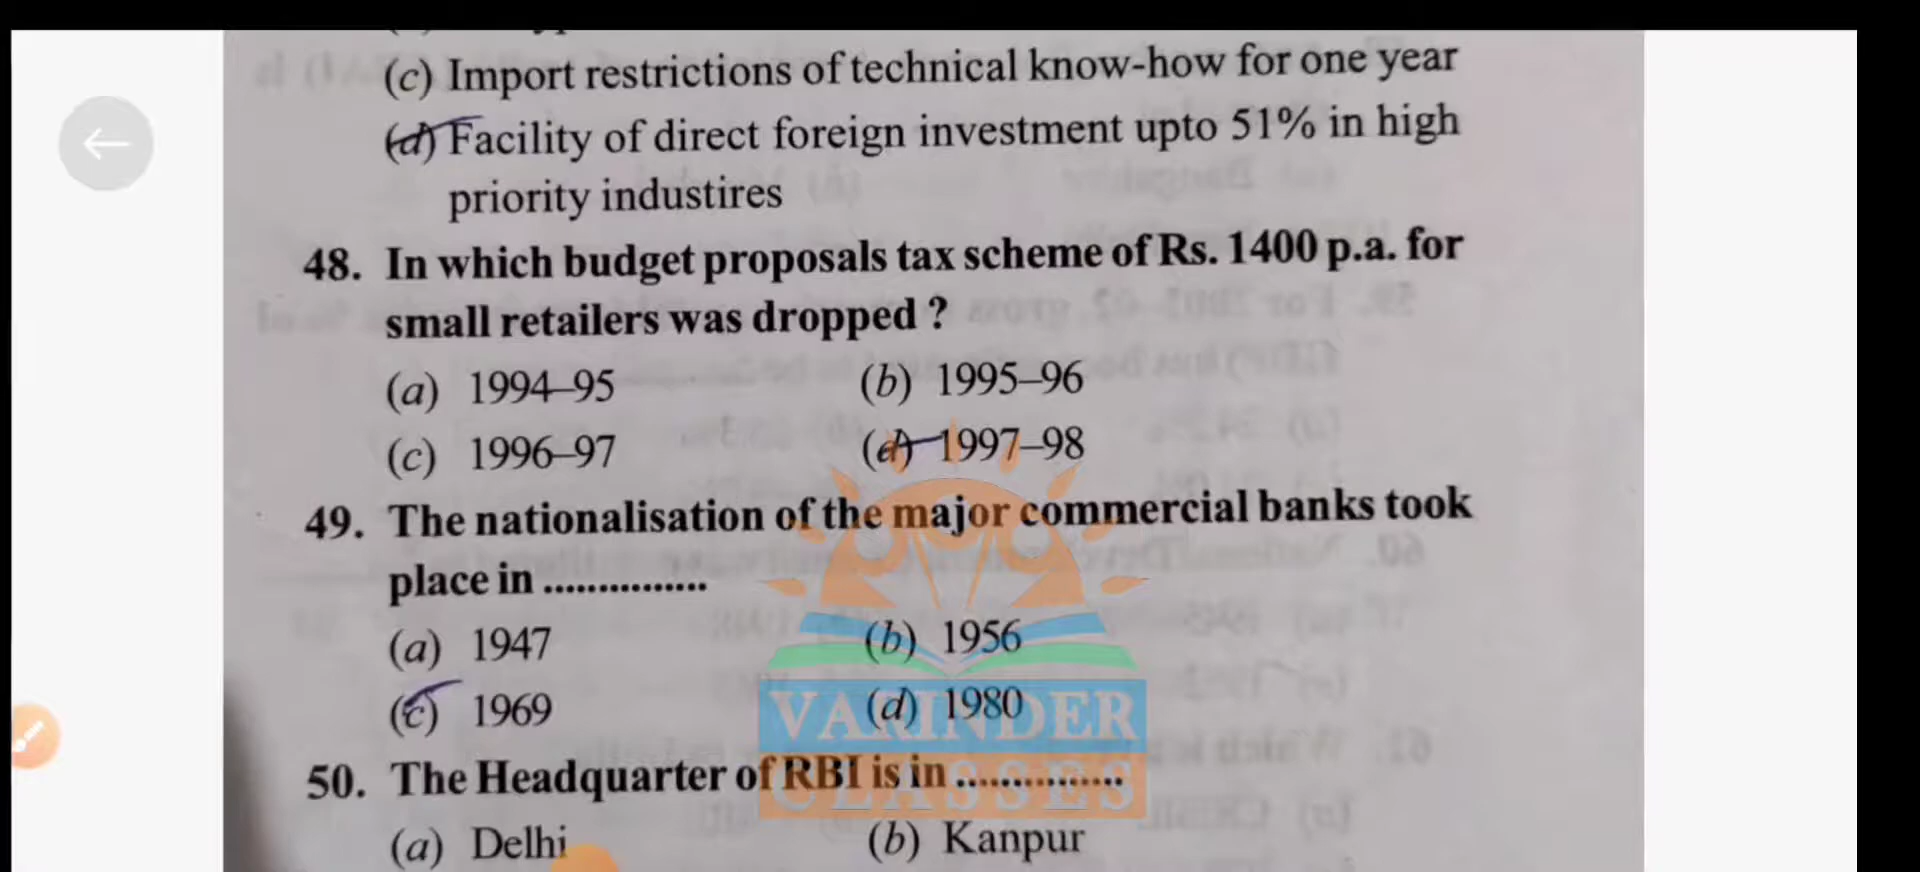 (c) Import restrictions of technical know-how for one year
(d) Facility of direct foreign investment upto 51% in high
priority industires
48. In which budget proposals tax scheme of Rs. 1400 p.a. for
small retailers was dropped ?
(a) 1994–95 (b) 1995–96
(c) 1996–97 (d) 1997–98
49. The nationalisation of the major commercial banks took
place in ...............
(a) 1947 (b) 1956
(c) 1969 (d) 1980
VARINDER
50. The Headquarter of RBI is in ...............
CLASSES
(a) Delhi (b) Kanpur